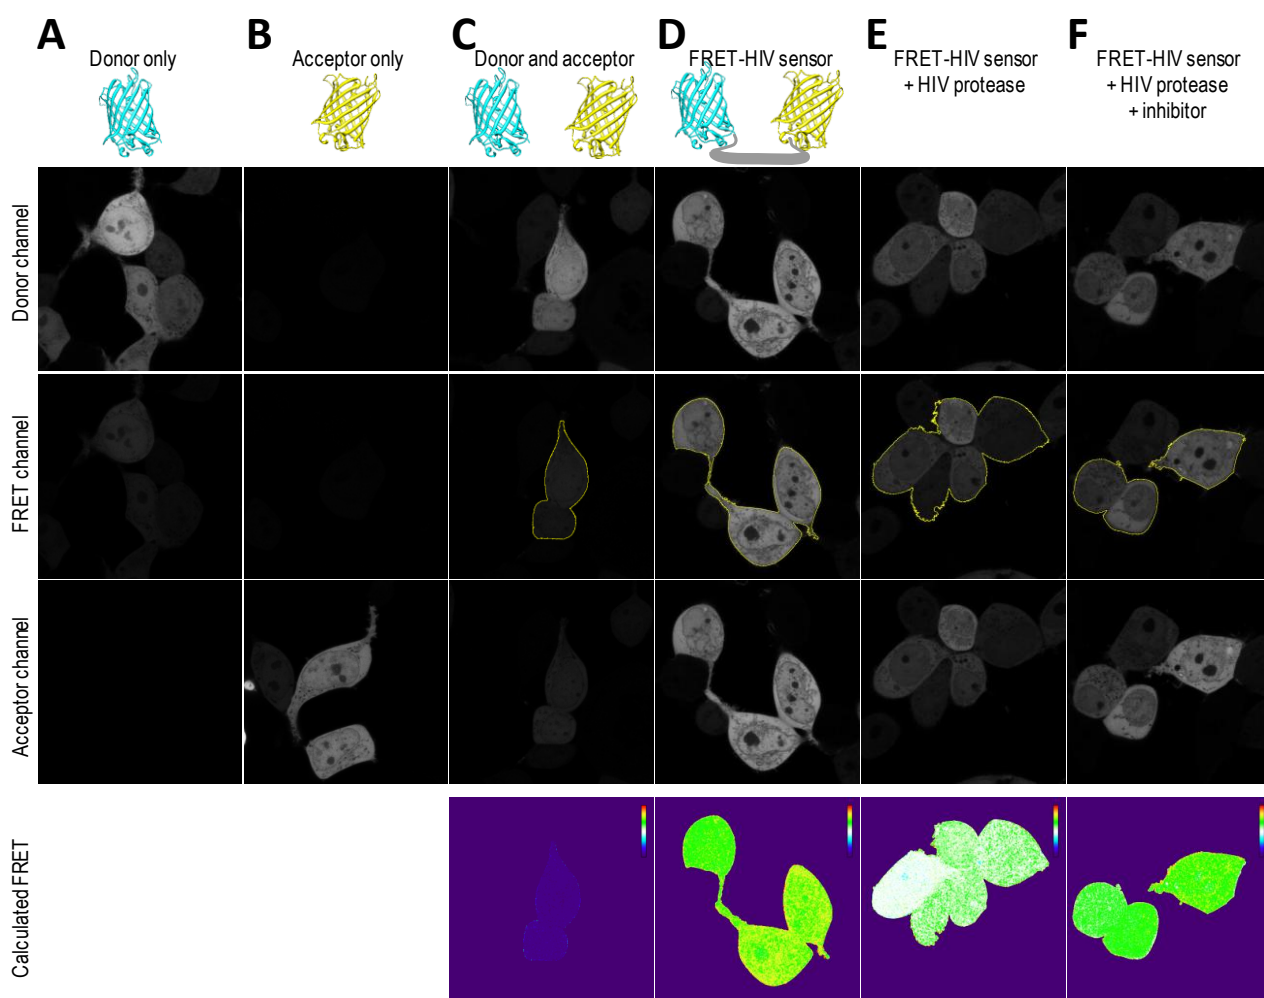 A
Donor only
B
Acceptor only
C
Donor and acceptor
D
FRET-HIV sensor
E
FRET-HIV sensor
+ HIV protease
F
FRET-HIV sensor
+ HIV protease
+ inhibitor
Donor channel
FRET channel
Acceptor channel
Calculated FRET